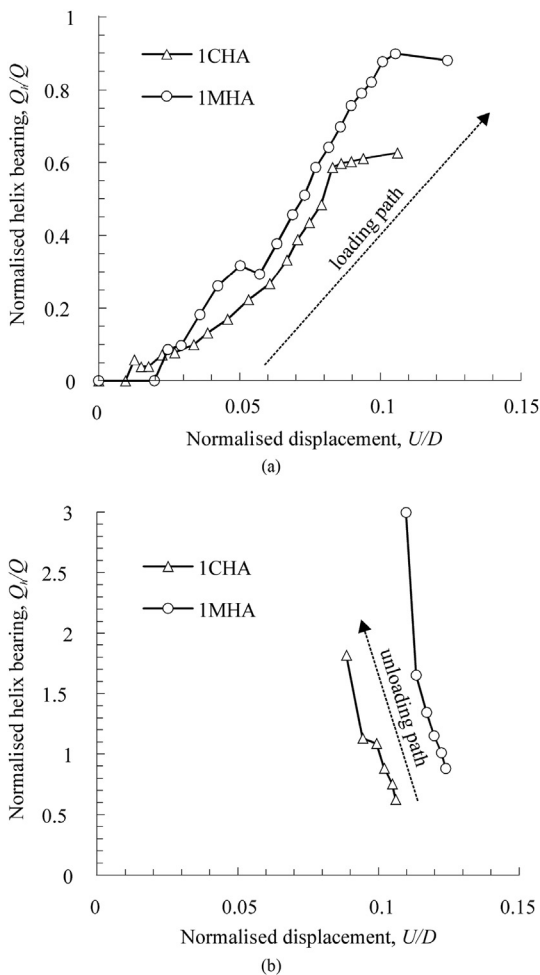 1
0.8
0.6
0.4
0.2
0
Normalised helix bearing, Qh/Q
1CHA
1MHA
loading path
0
0.05
0.1
0.15
Normalised displacement, U/D
(a)
3
2.5
2
1.5
1
0.5
0
Normalised helix bearing, Qh/Q
1CHA
1MHA
unloading path
0
0.05
0.1
0.15
Normalised displacement, U/D
(b)